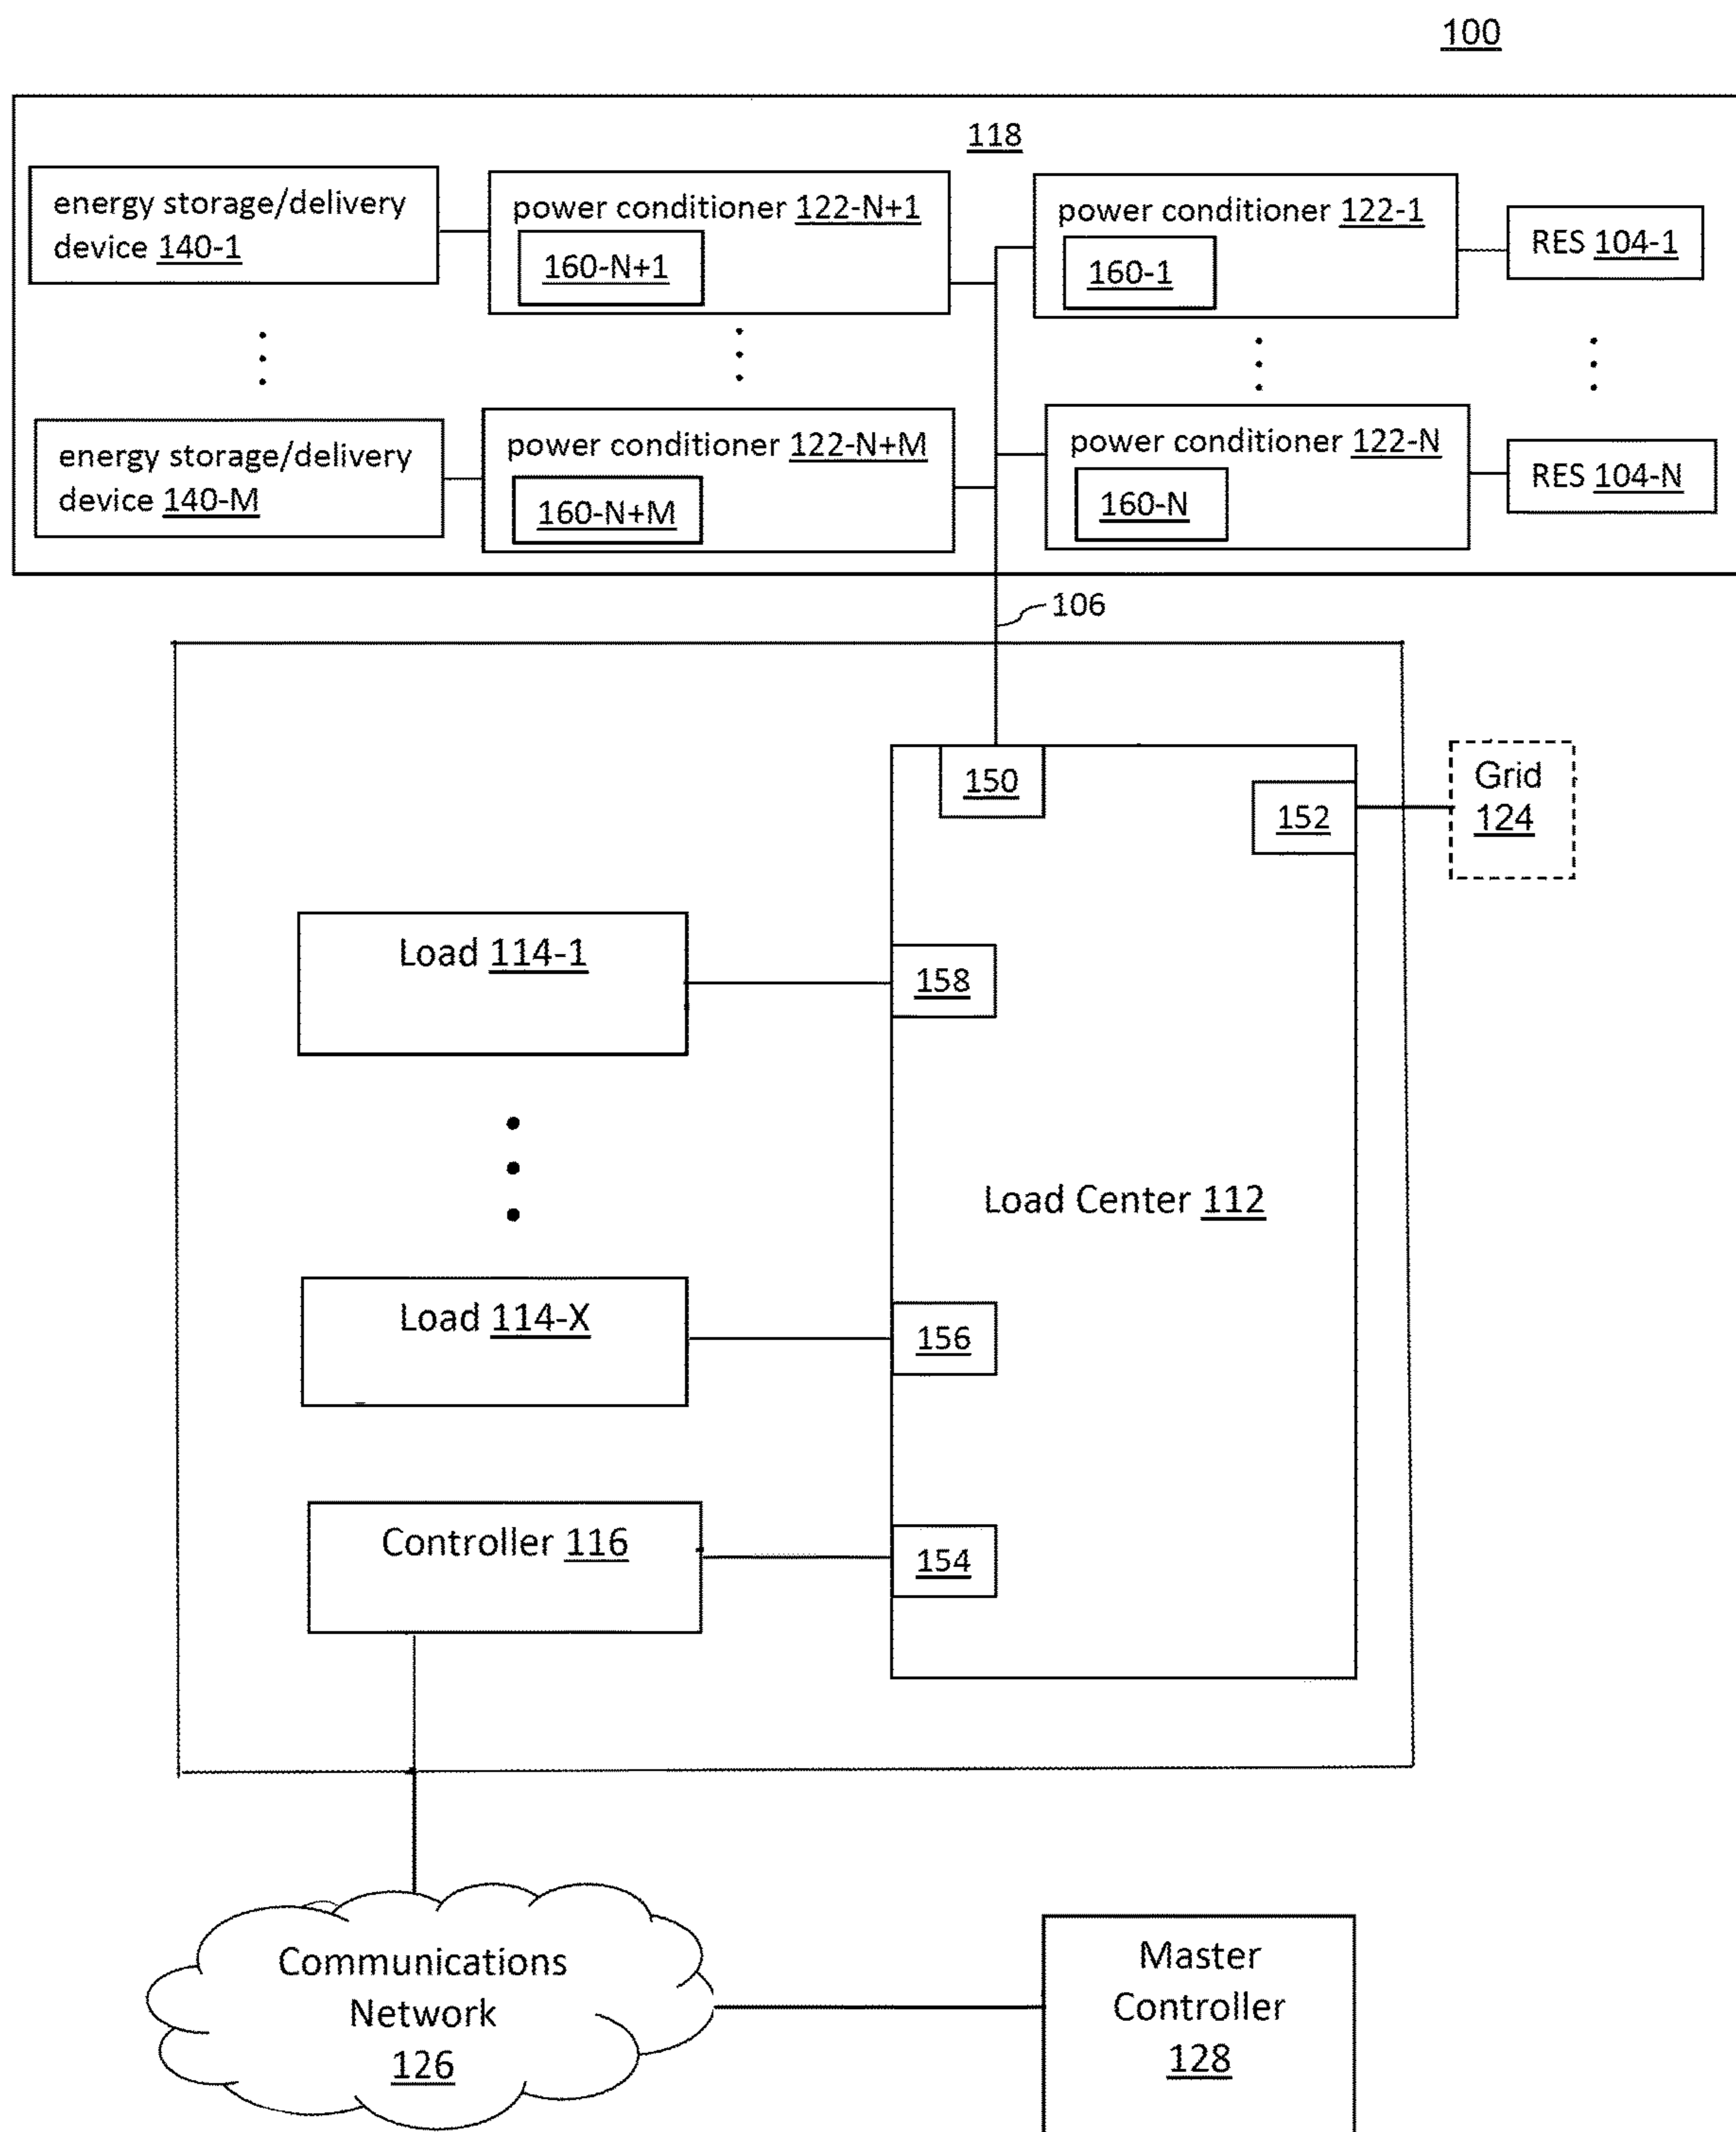 100
118
energy storage/delivery
device 140-1
power conditioner 122-N+1
160-N+1
power conditioner 122-1
160-1
RES 104-1
energy storage/delivery
device 140-M
power conditioner 122-N+M
160-N+M
power conditioner 122-N
160-N
RES 104-N
106
150
152
Grid
124
Load 114-1
158
Load Center 112
Load 114-X
156
Controller 116
154
Communications
Network
126
Master
Controller
128